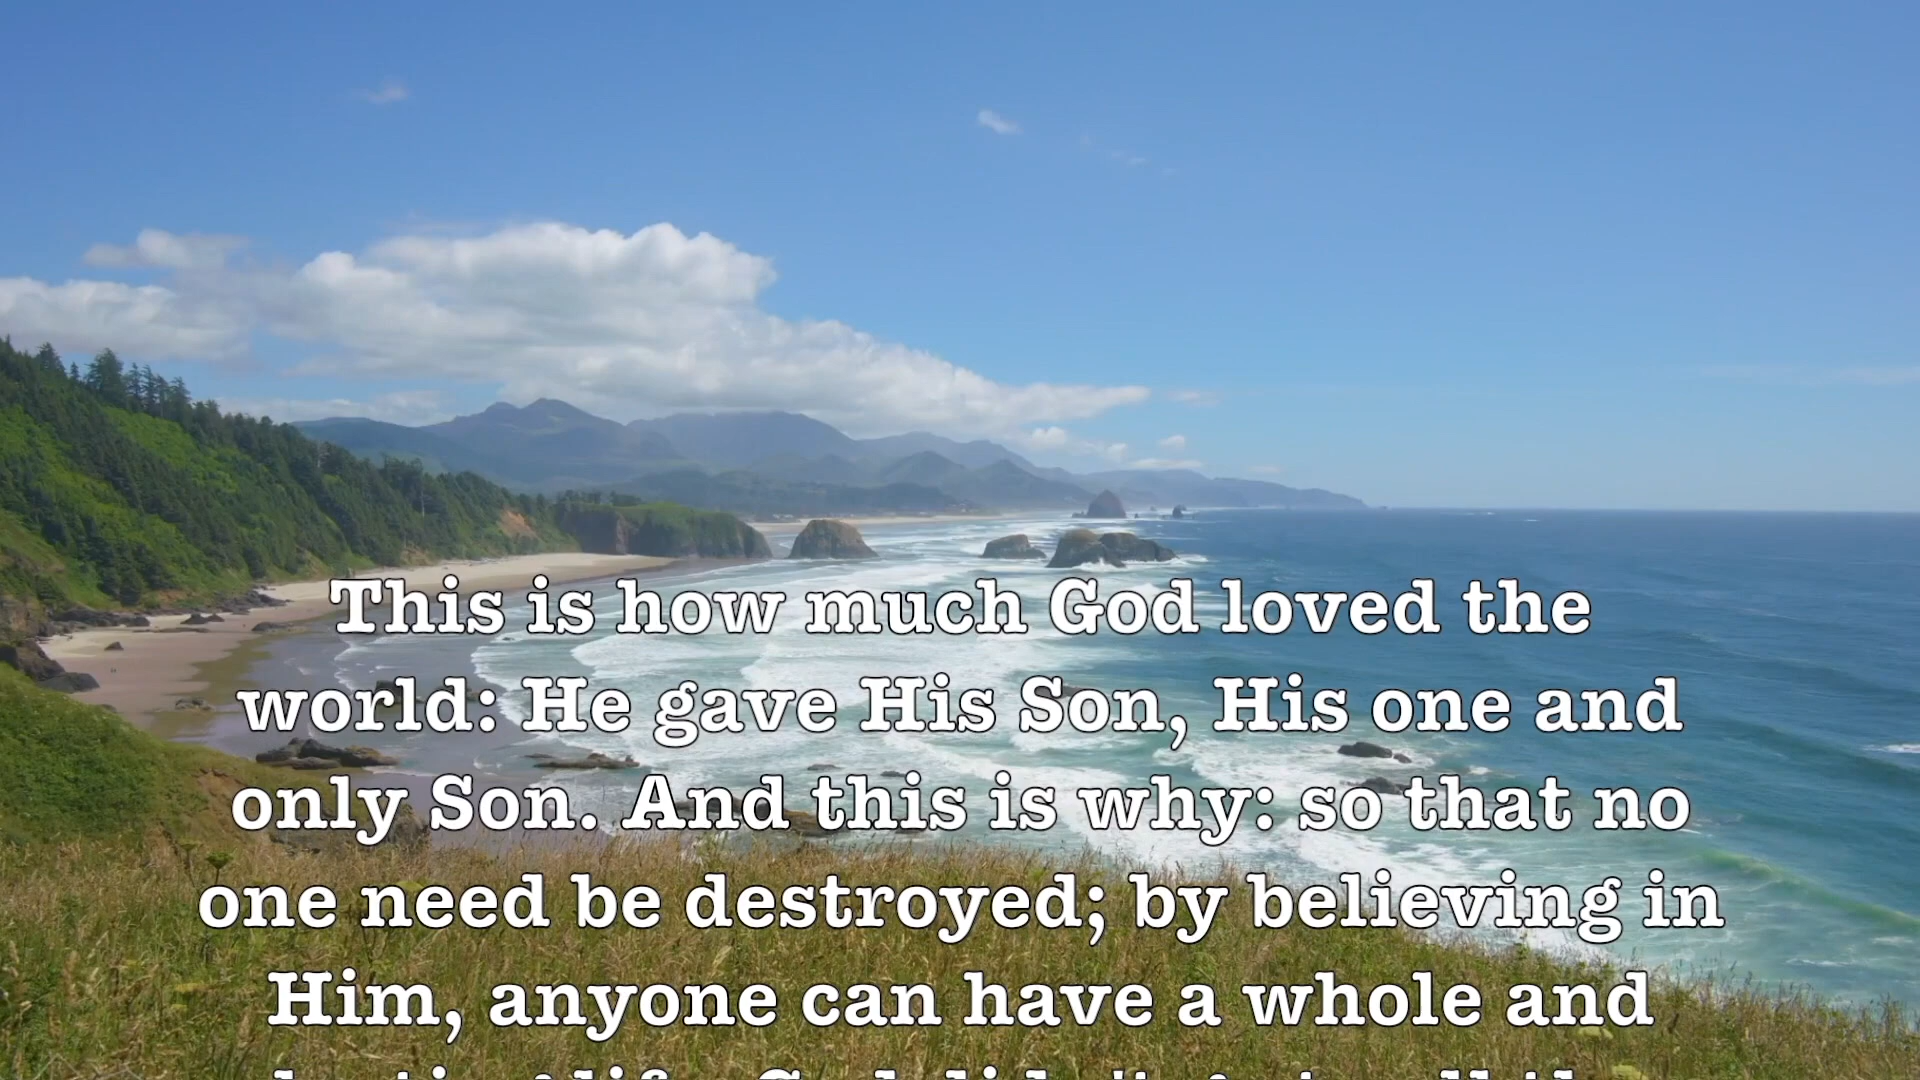 This is how much God loved the
world: He gave His Son, His one and
only Son. And this is why: so that no
one need be destroyed; by believing in
Him, anyone can have a whole and